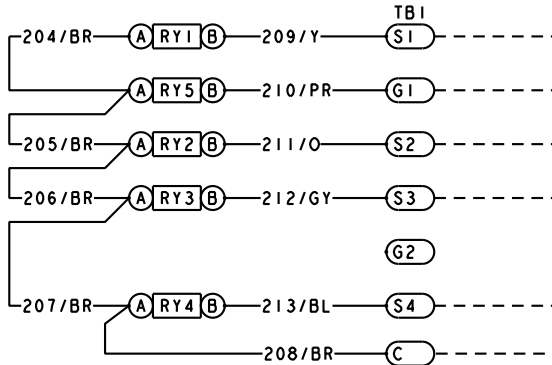 TB1
204/BR A RY1 B 209/Y S1
A RY5 B 210/PR G1
205/BR A RY2 B 211/O S2
206/BR A RY3 B 212/GY S3
G2
207/BR A RY4 B 213/BL S4
208/BR C